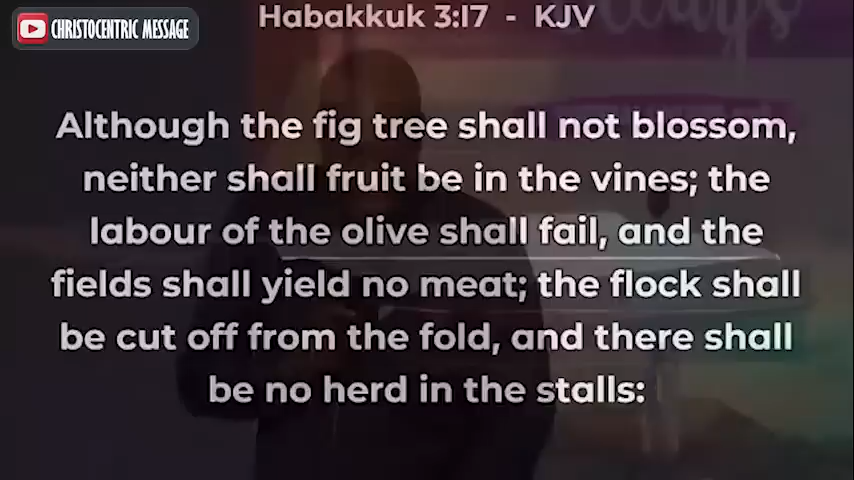 CHRISTOCENTRIC MESSAGE
Habakkuk 3:17 - KJV
Although the fig tree shall not blossom,
neither shall fruit be in the vines; the
labour of the olive shall fail, and the
fields shall yield no meat; the flock shall
be cut off from the fold, and there shall
be no herd in the stalls: